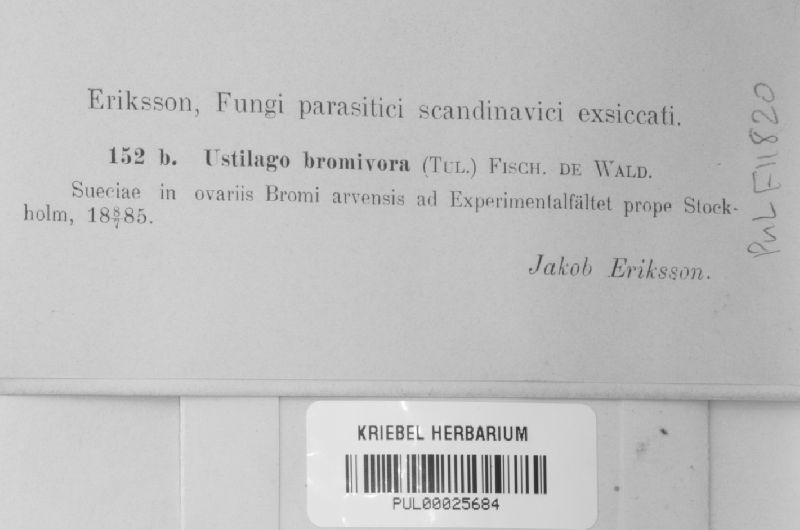 Eriksson, Fungi parasitici scandinavici exsiccati.
152 b. Ustilago bromivora (TUL.) FISCH. DE WALD.
Sueciae in ovariis Bromi arvensis ad Experimentalfältet prope Stock-
holm, 18 8/7 85.
Jakob Eriksson.
PUL F11820
KRIEBEL HERBARIUM
PUL00025684